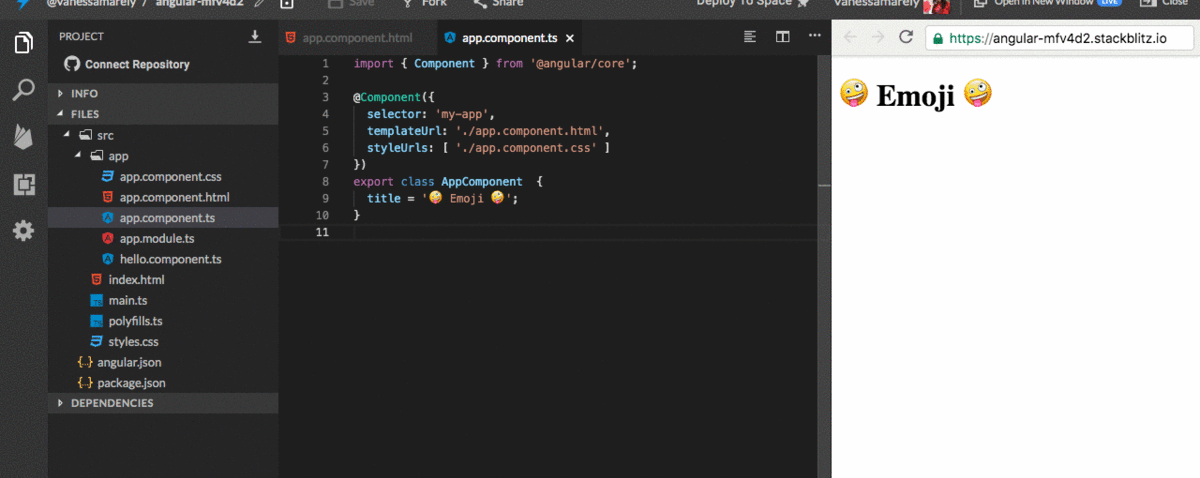 @vanessamarely / angular-mfv4d2
Save
Fork
Share
Deploy To Space
vanessamarely
Open in New Window LIVE
Close
PROJECT
Connect Repository
INFO
FILES
src
app
app.component.css
app.component.html
app.component.ts
app.module.ts
hello.component.ts
index.html
main.ts
polyfills.ts
styles.css
{..} angular.json
{..} package.json
DEPENDENCIES
app.component.html
app.component.ts ×
1 import { Component } from '@angular/core';
2
3 @Component({
4 selector: 'my-app',
5 templateUrl: './app.component.html',
6 styleUrls: [ './app.component.css' ]
7 })
8 export class AppComponent  {
9 title = '🤪 Emoji 🤪';
10 }
11
https://angular-mfv4d2.stackblitz.io
🤪 Emoji 🤪